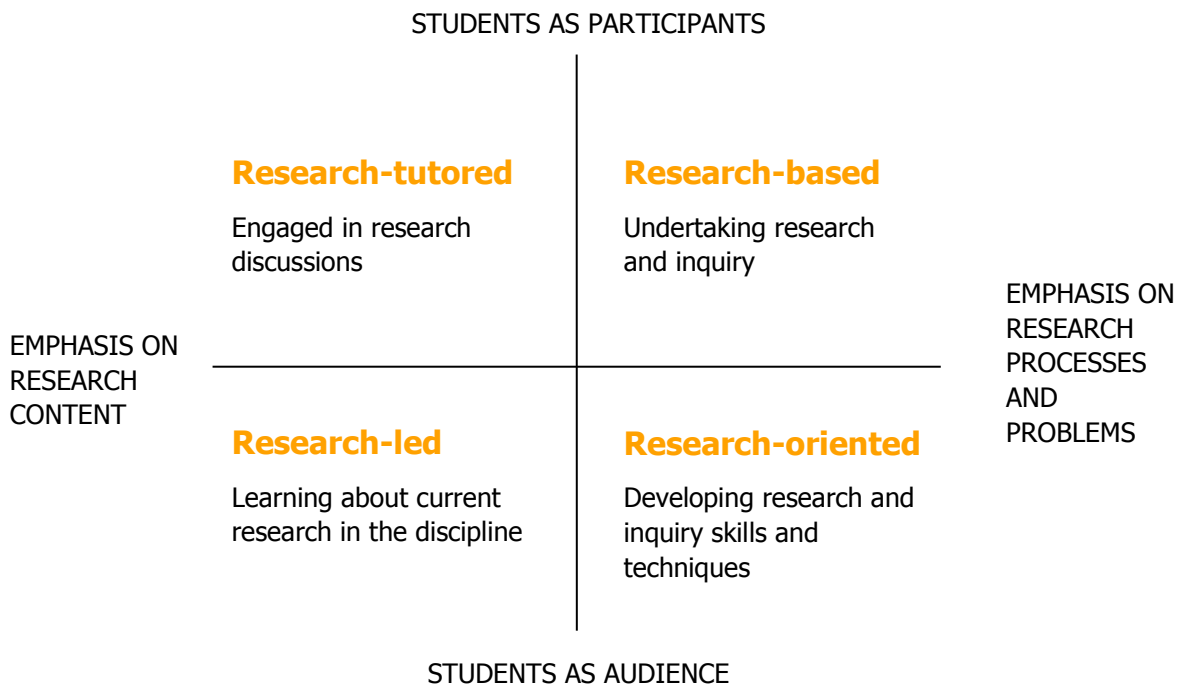 STUDENTS AS PARTICIPANTS
Research-tutored
Engaged in research
discussions
Research-based
Undertaking research
and inquiry
EMPHASIS ON
RESEARCH
CONTENT
EMPHASIS ON
RESEARCH
PROCESSES
AND
PROBLEMS
Research-led
Learning about current
research in the discipline
Research-oriented
Developing research and
inquiry skills and
techniques
STUDENTS AS AUDIENCE